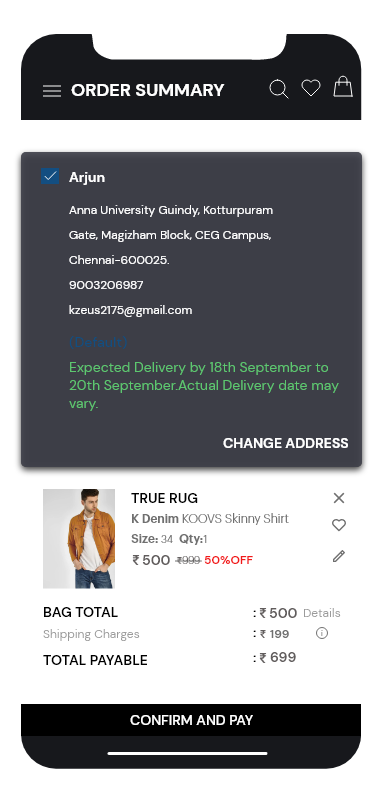 ORDER SUMMARY
Arjun
Anna University Guindy, Kotturpuram
Gate, Magizham Block, CEG Campus,
Chennai-600025.
9003206987
kzeus2175@gmail.com
Expected Delivery by 18th September to
20th September.Actual Delivery date may
vary.
CHANGE ADDRESS
TRUE RUG
K Denim KOOVS Skinny Shirt
Size: 34 Qty:1
₹ 500 ₹999 50%OFF
BAG TOTAL : ₹ 500 Details
Shipping Charges : ₹ 199
TOTAL PAYABLE : ₹ 699
CONFIRM AND PAY